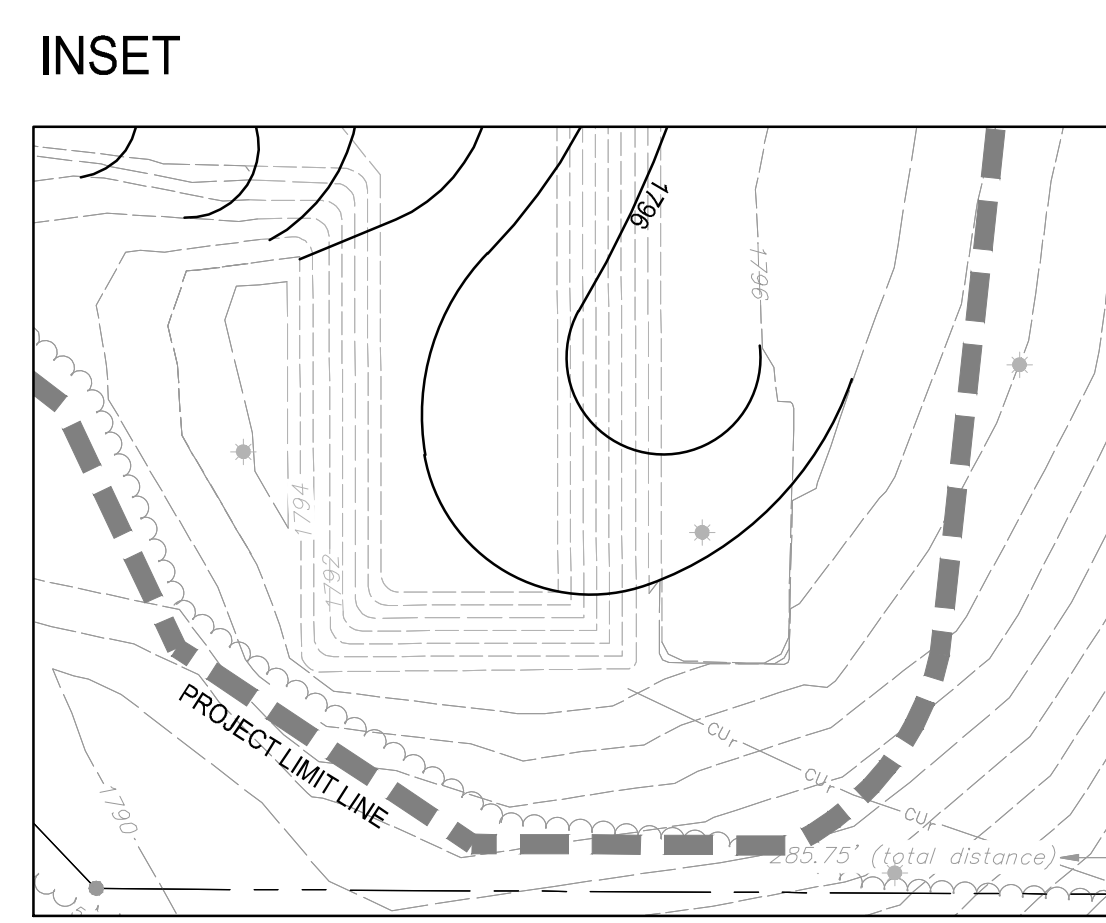 INSET
1796
1796
1794
1792
PROJECT LIMIT LINE
1790
cur
cur
cur
285.75' (total distance)